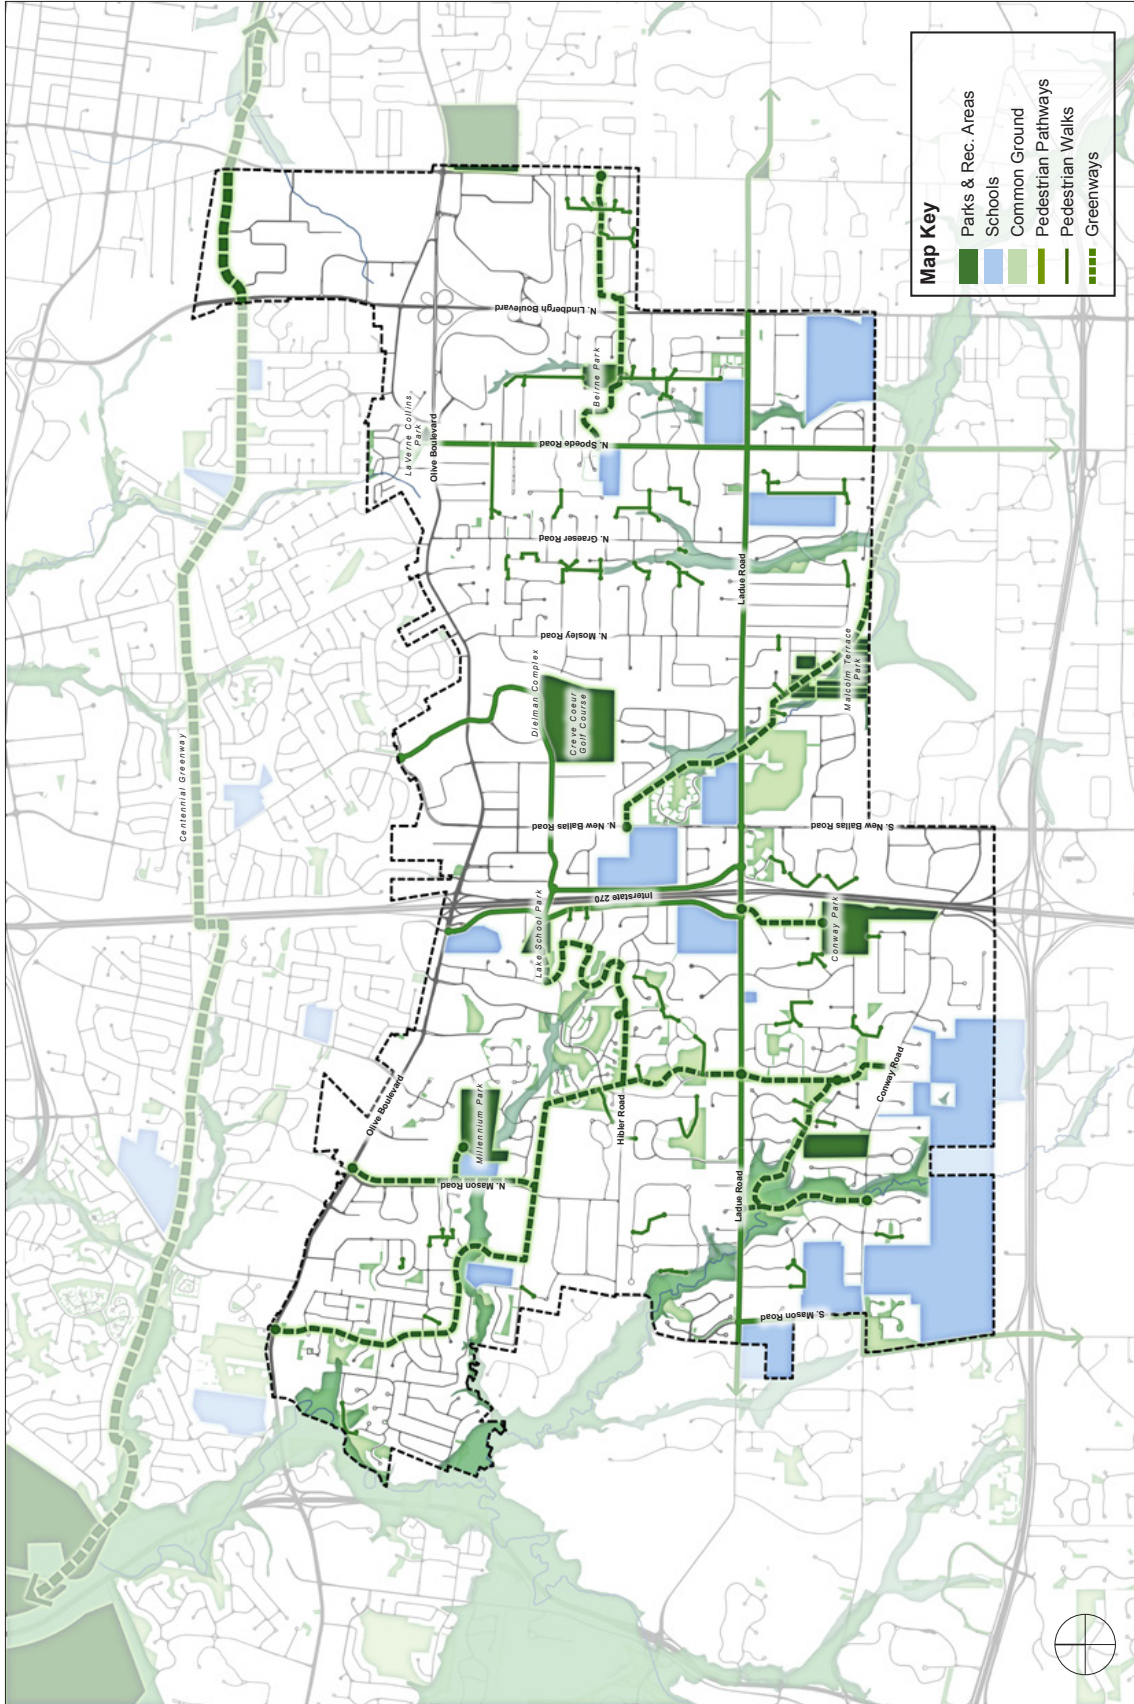 Centennial Greenway
Olive Boulevard
Olive Boulevard
LaVerne Collins
Park
N. Lindbergh Boulevard
Beirne Park
N. Spoede Road
N. Graeser Road
N. Mosley Road
Dielman Complex
Creve Coeur
Golf Course
N. New Ballas Road
Interstate 270
Lake School Park
Millennium Park
N. Mason Road
Hibler Road
Ladue Road
Ladue Road
Malcolm Terrace
Park
S. New Ballas Road
Conway Park
Conway Road
S. Mason Road
Map Key
Parks & Rec. Areas
Schools
Common Ground
Pedestrian Pathways
Pedestrian Walks
Greenways